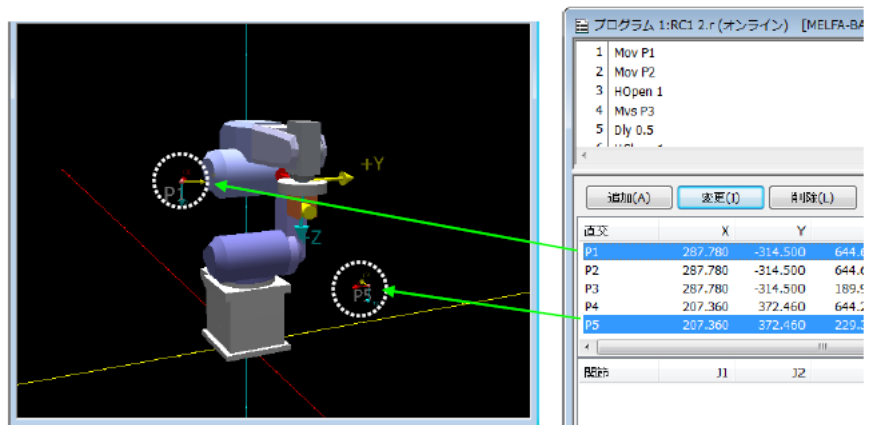 +Y
P1
Z
P5
プログラム 1:RC1 2.r (オンライン) [MELFA-BA
1 Mov P1
2 Mov P2
3 HOpen 1
4 Mvs P3
5 Dly 0.5
追加(A) 変更(I) 削除(L)
直交 X Y
P1 287.780 -314.500 644.6
P2 287.780 -314.500 644.6
P3 287.780 -314.500 189.9
P4 207.360 372.460 644.2
P5 207.360 372.460 229.3
関節 J1 J2